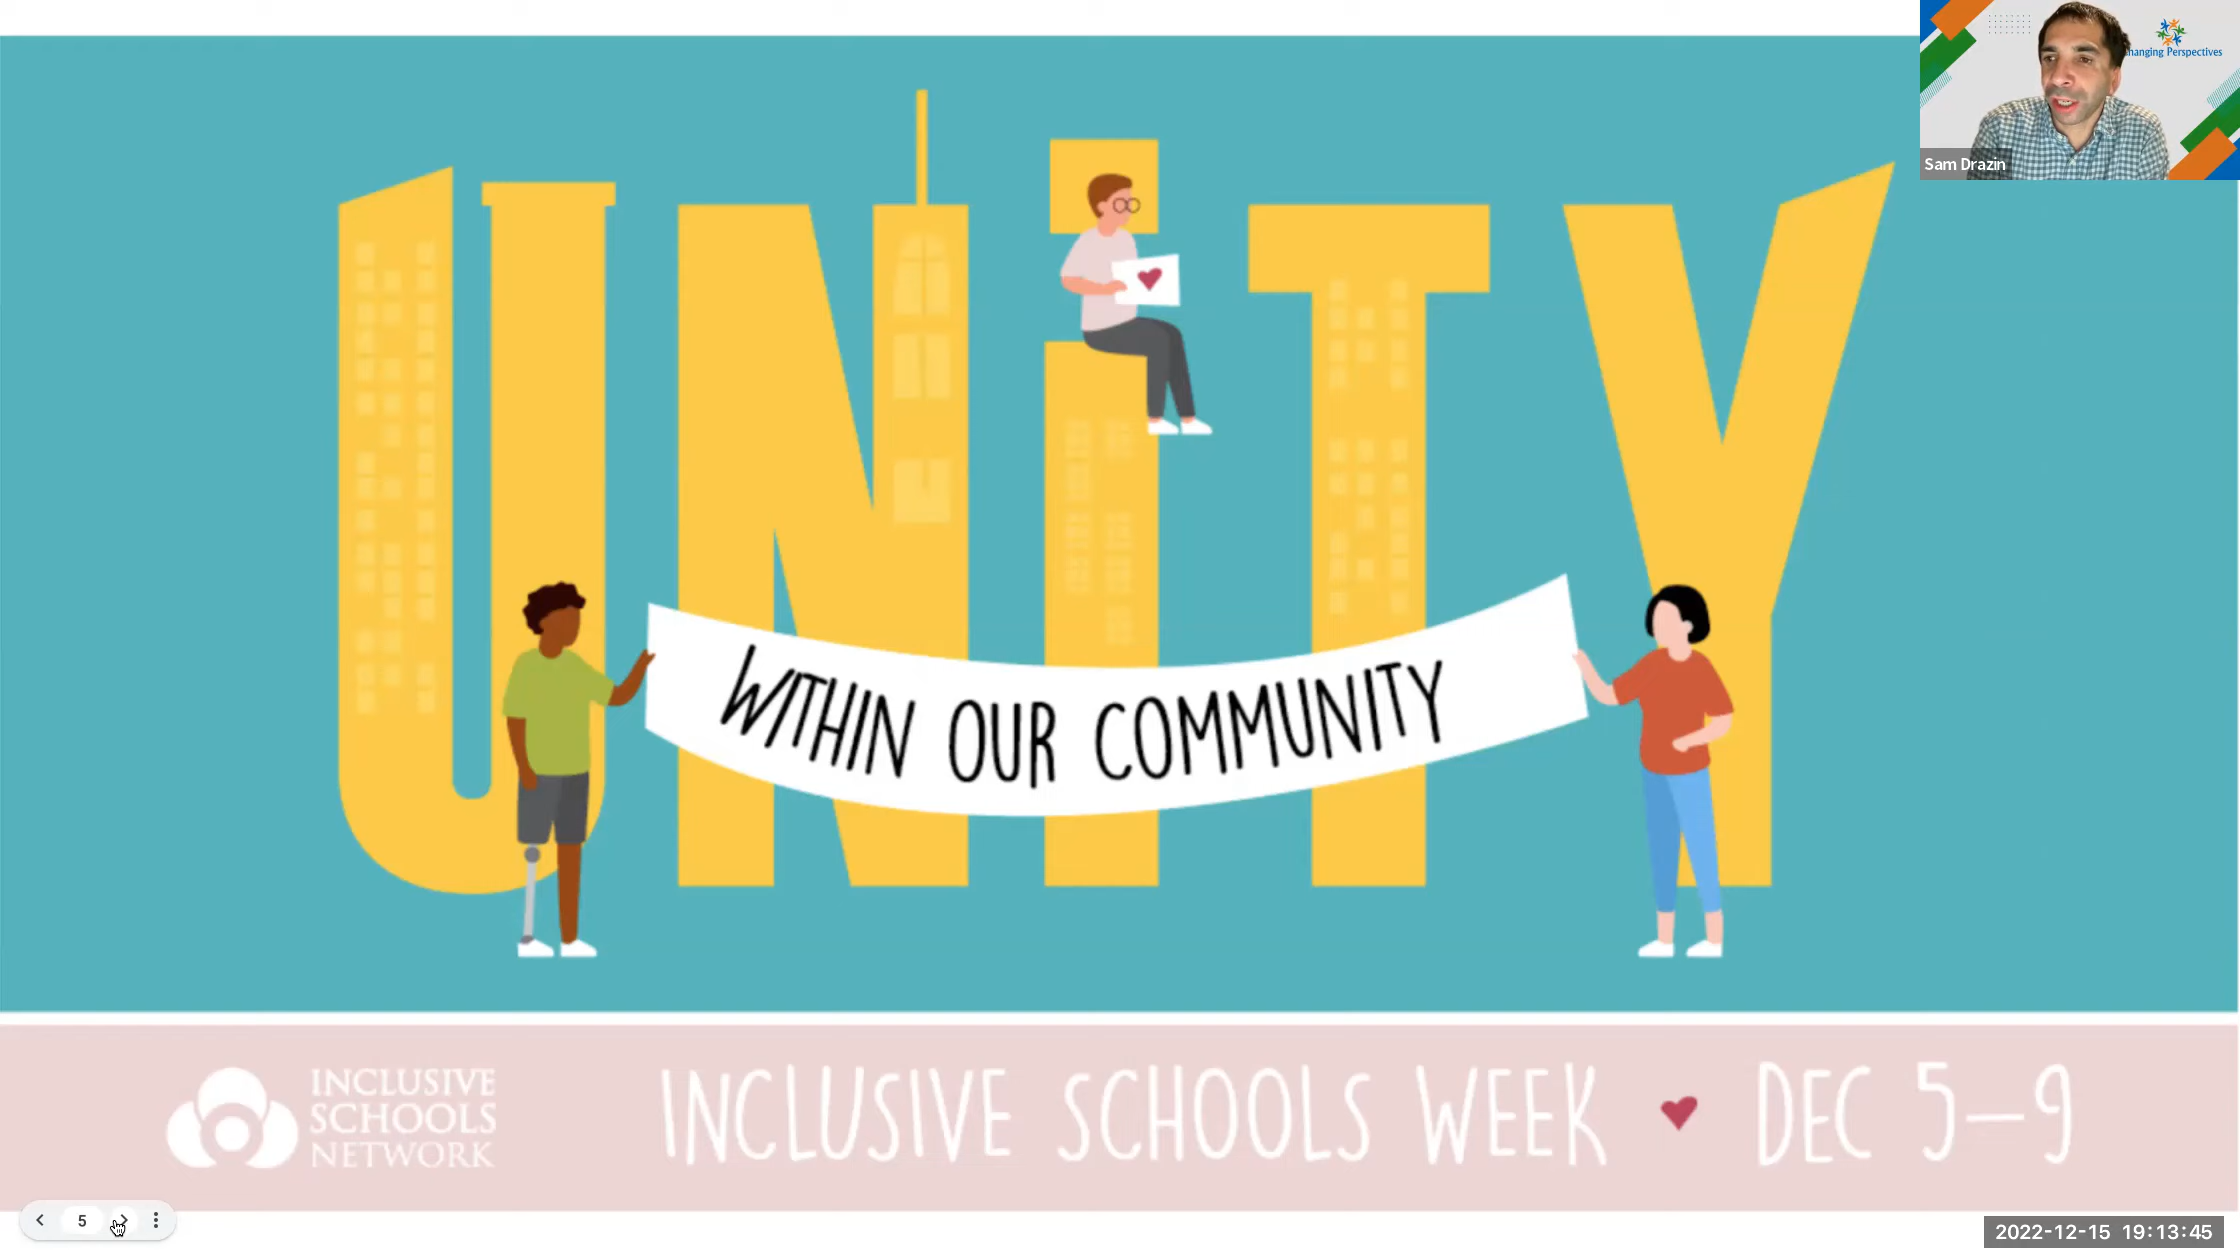 hanging Perspectives
Sam Drazin
UNiTY
WITHIN OUR COMMUNITY
INCLUSIVE
SCHOOLS
NETWORK
INCLUSIVE SCHOOLS WEEK ♥ DEC 5–9
5
2022-12-15 19:13:45